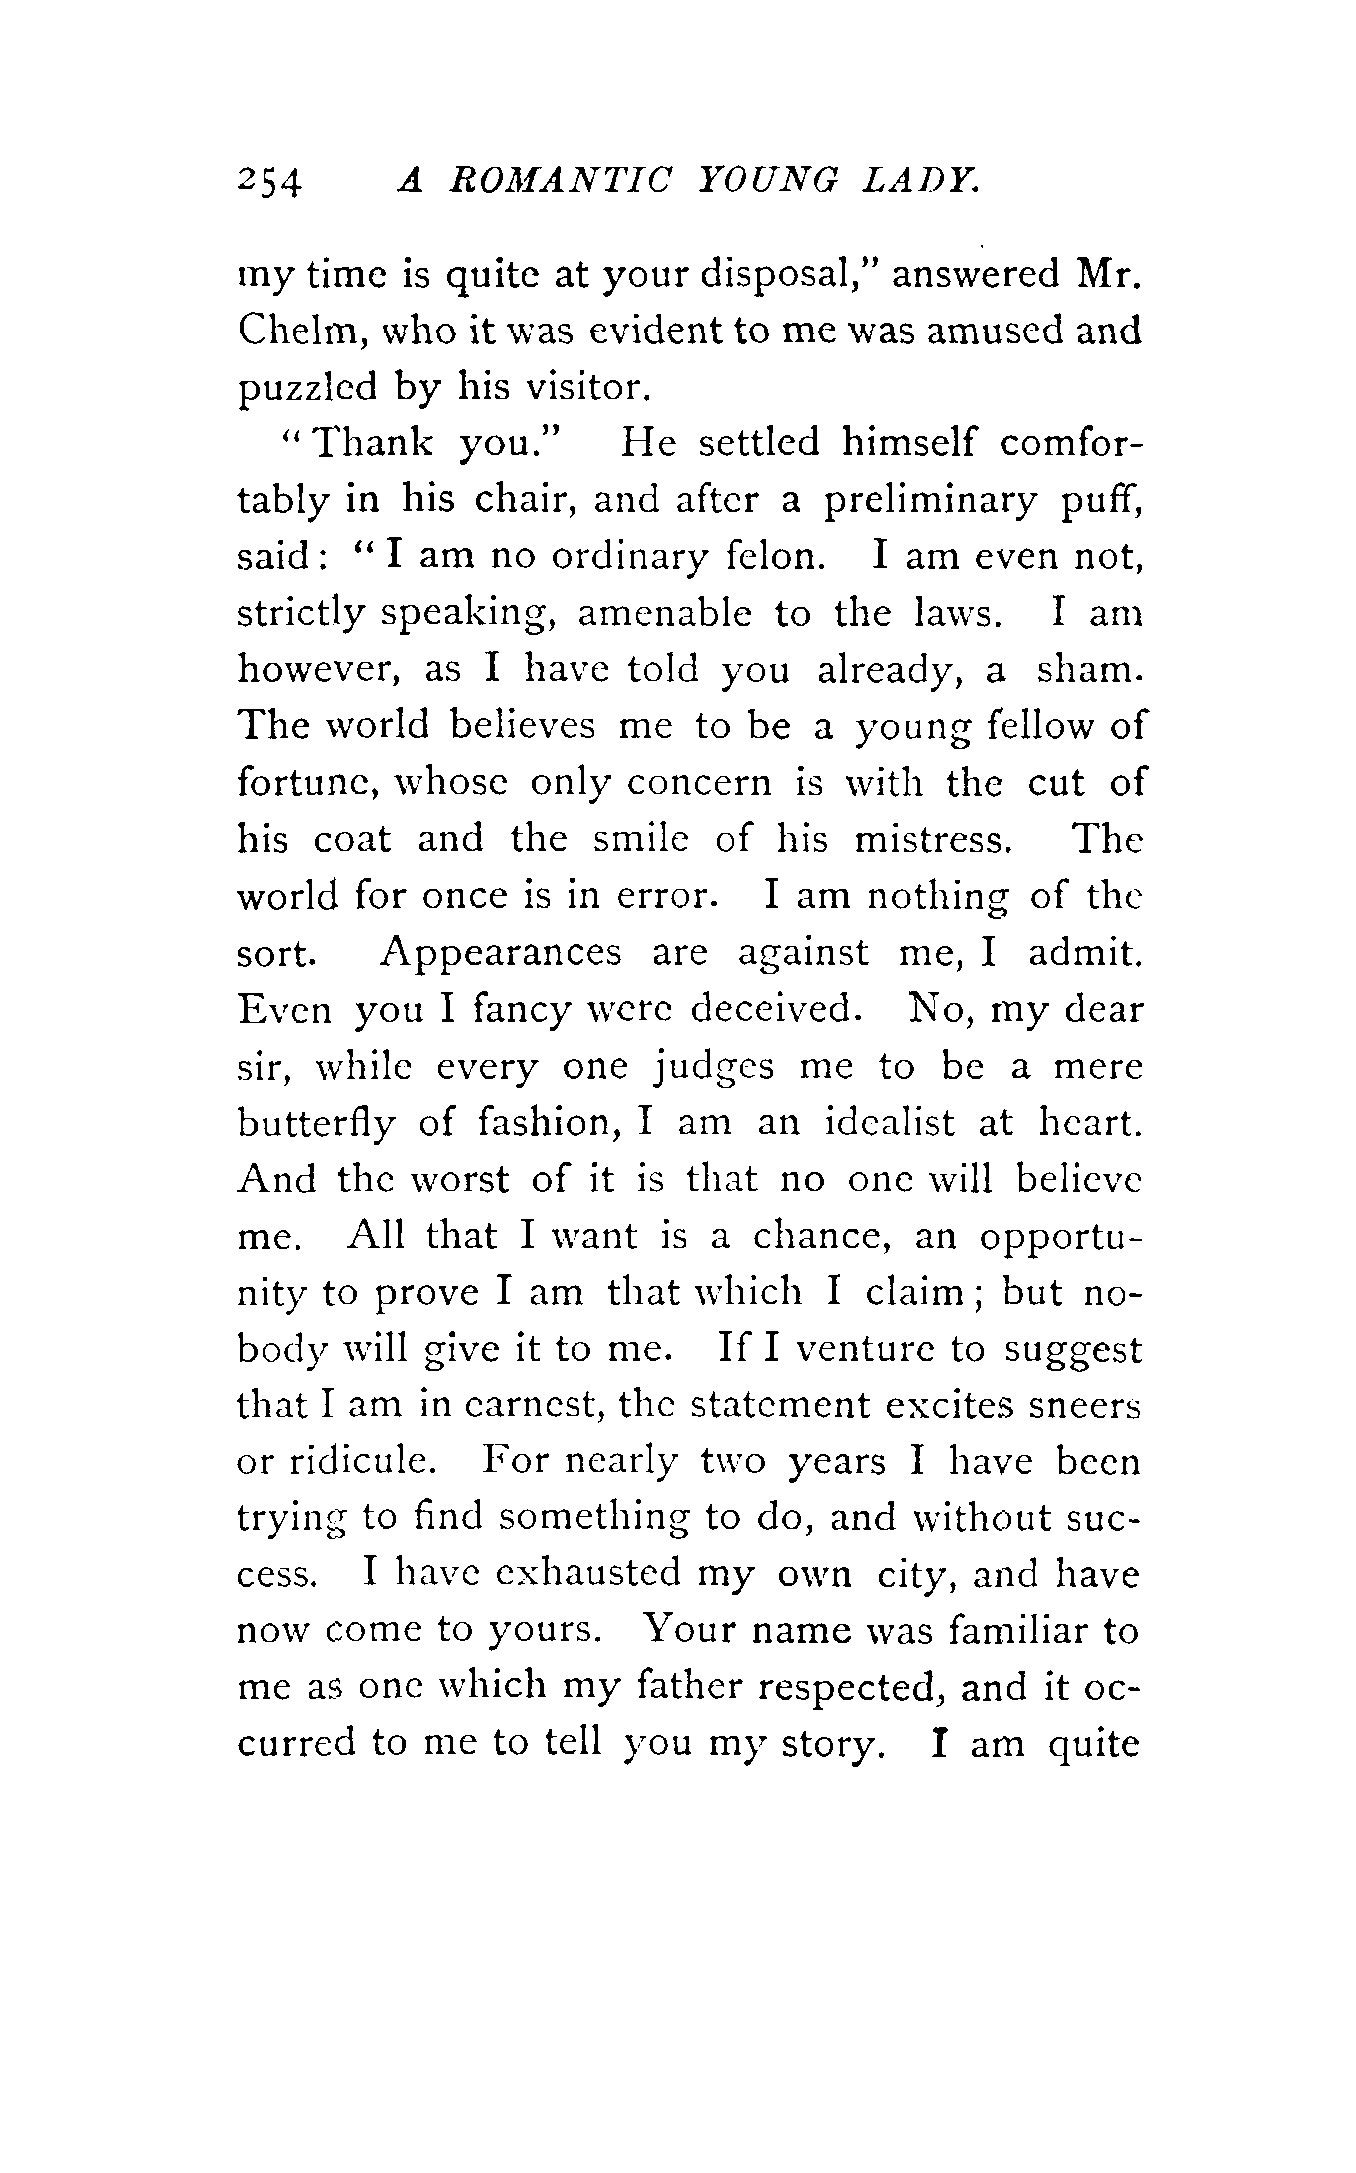 254 A ROMANTIC YOUNG LADY.
my time is quite at your disposal," answered Mr.
Chelm, who it was evident to me was amused and
puzzled by his visitor.
"Thank you." He settled himself comfor-
tably in his chair, and after a preliminary puff,
said: "I am no ordinary felon. I am even not,
strictly speaking, amenable to the laws. I am
however, as I have told you already, a sham.
The world believes me to be a young fellow of
fortune, whose only concern is with the cut of
his coat and the smile of his mistress. The
world for once is in error. I am nothing of the
sort. Appearances are against me, I admit.
Even you I fancy were deceived. No, my dear
sir, while every one judges me to be a mere
butterfly of fashion, I am an idealist at heart.
And the worst of it is that no one will believe
me. All that I want is a chance, an opportu-
nity to prove I am that which I claim; but no-
body will give it to me. If I venture to suggest
that I am in earnest, the statement excites sneers
or ridicule. For nearly two years I have been
trying to find something to do, and without suc-
cess. I have exhausted my own city, and have
now come to yours. Your name was familiar to
me as one which my father respected, and it oc-
curred to me to tell you my story. I am quite